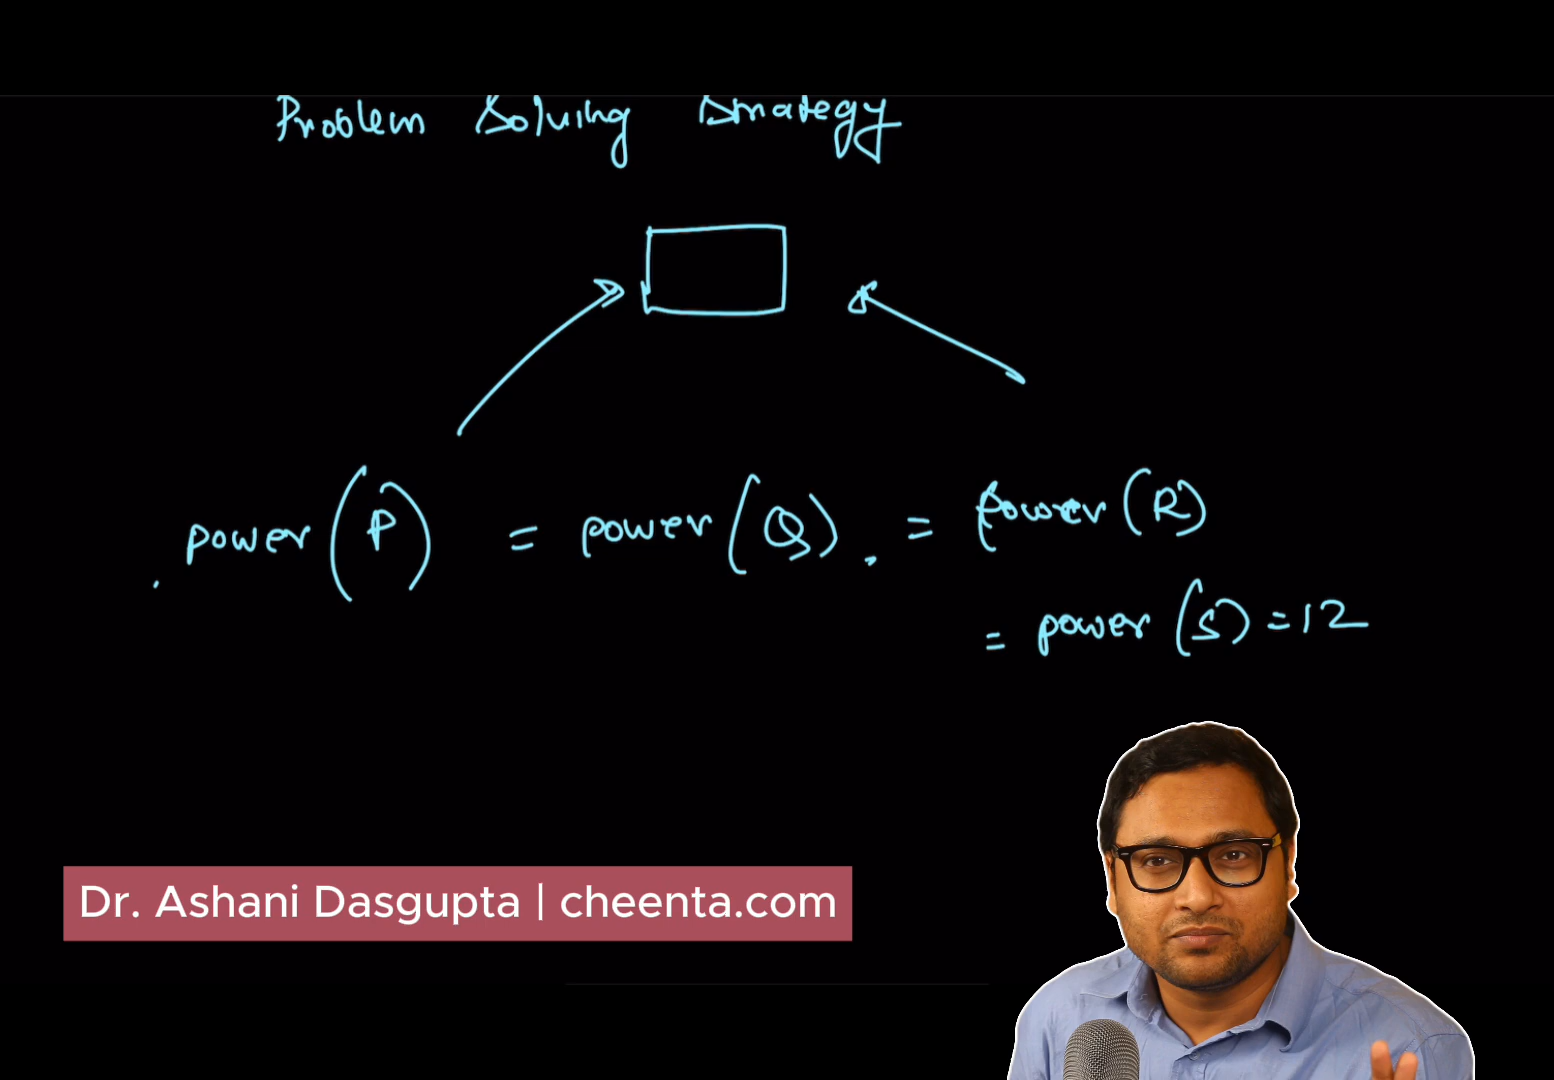 Problem Solving Strategy
power (P) = power (Q). = power (R)
= power (S) = 12
Dr. Ashani Dasgupta | cheenta.com